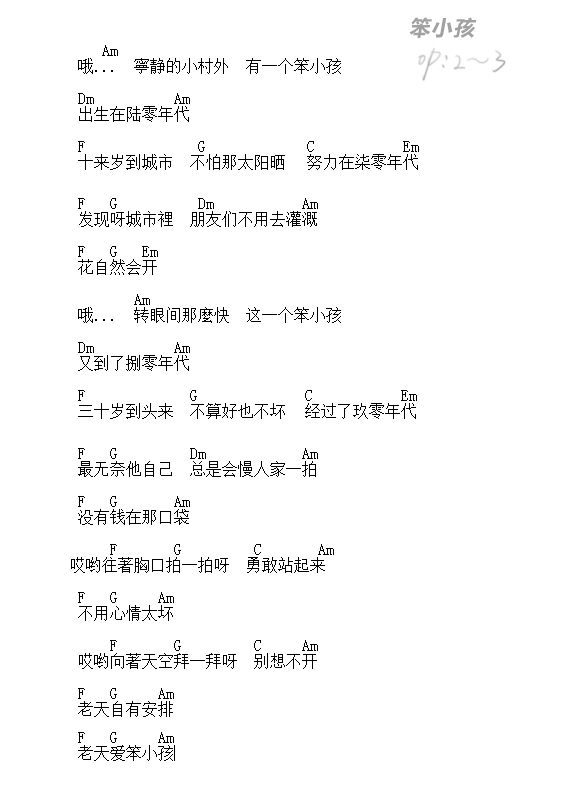 笨小孩
Am
哦... 寧静的小村外 有一个笨小孩
Dm Am
出生在陆零年代
F G C Em
十来岁到城市 不怕那太阳晒 努力在柒零年代
F G Dm Am
发现呀城市裡 朋友们不用去灌溉
F G Em
花自然会开
Am
哦... 转眼间那麼快 这一个笨小孩
Dm Am
又到了捌零年代
F G C Em
三十岁到头来 不算好也不坏 经过了玖零年代
F G Dm Am
最无奈他自己 总是会慢人家一拍
F G Am
没有钱在那口袋
F G C Am
哎哟往著胸口拍一拍呀 勇敢站起来
F G Am
不用心情太坏
F G C Am
哎哟向著天空拜一拜呀 别想不开
F G Am
老天自有安排
F G Am
老天爱笨小孩